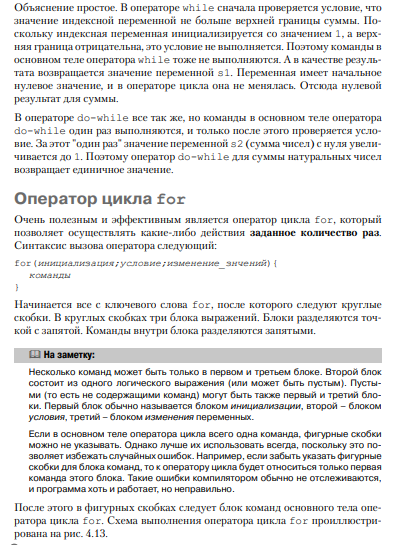 Объяснение простое. В операторе while сначала проверяется условие, что
значение индексной переменной не больше верхней границы суммы. По-
скольку индексная переменная инициализируется со значением 1, а верх-
няя граница отрицательна, это условие не выполняется. Поэтому команды в
основном теле оператора while тоже не выполняются. А в качестве резуль-
тата возвращается значение переменной s1. Переменная имеет начальное
нулевое значение, и в операторе цикла она не менялась. Отсюда нулевой
результат для суммы.
В операторе do-while все так же, но команды в основном теле оператора
do-while один раз выполняются, и только после этого проверяется усло-
вие. За этот "один раз" значение переменной s2 (сумма чисел) с нуля увели-
чивается до 1. Поэтому оператор do-while для суммы натуральных чисел
возвращает единичное значение.
Оператор цикла for
Очень полезным и эффективным является оператор цикла for, который
позволяет осуществлять какие-либо действия заданное количество раз.
Синтаксис вызова оператора следующий:
for(инициализация;условие;изменение_знчений){
команды
}
Начинается все с ключевого слова for, после которого следуют круглые
скобки. В круглых скобках три блока выражений. Блоки разделяются точ-
кой с запятой. Команды внутри блока разделяются запятыми.
На заметку:
Несколько команд может быть только в первом и третьем блоке. Второй блок
состоит из одного логического выражения (или может быть пустым). Пусты-
ми (то есть не содержащими команд) могут быть также первый и третий бло-
ки. Первый блок обычно называется блоком инициализации, второй – блоком
условия, третий – блоком изменения переменных.
Если в основном теле оператора цикла всего одна команда, фигурные скобки
можно не указывать. Однако лучше их использовать всегда, поскольку это по-
зволяет избежать случайных ошибок. Например, если забыть указать фигурные
скобки для блока команд, то к оператору цикла будет относиться только первая
команда этого блока. Такие ошибки компилятором обычно не отслеживаются,
и программа хоть и работает, но неправильно.
После этого в фигурных скобках следует блок команд основного тела опе-
ратора цикла for. Схема выполнения оператора цикла for проиллюстри-
рована на рис. 4.13.